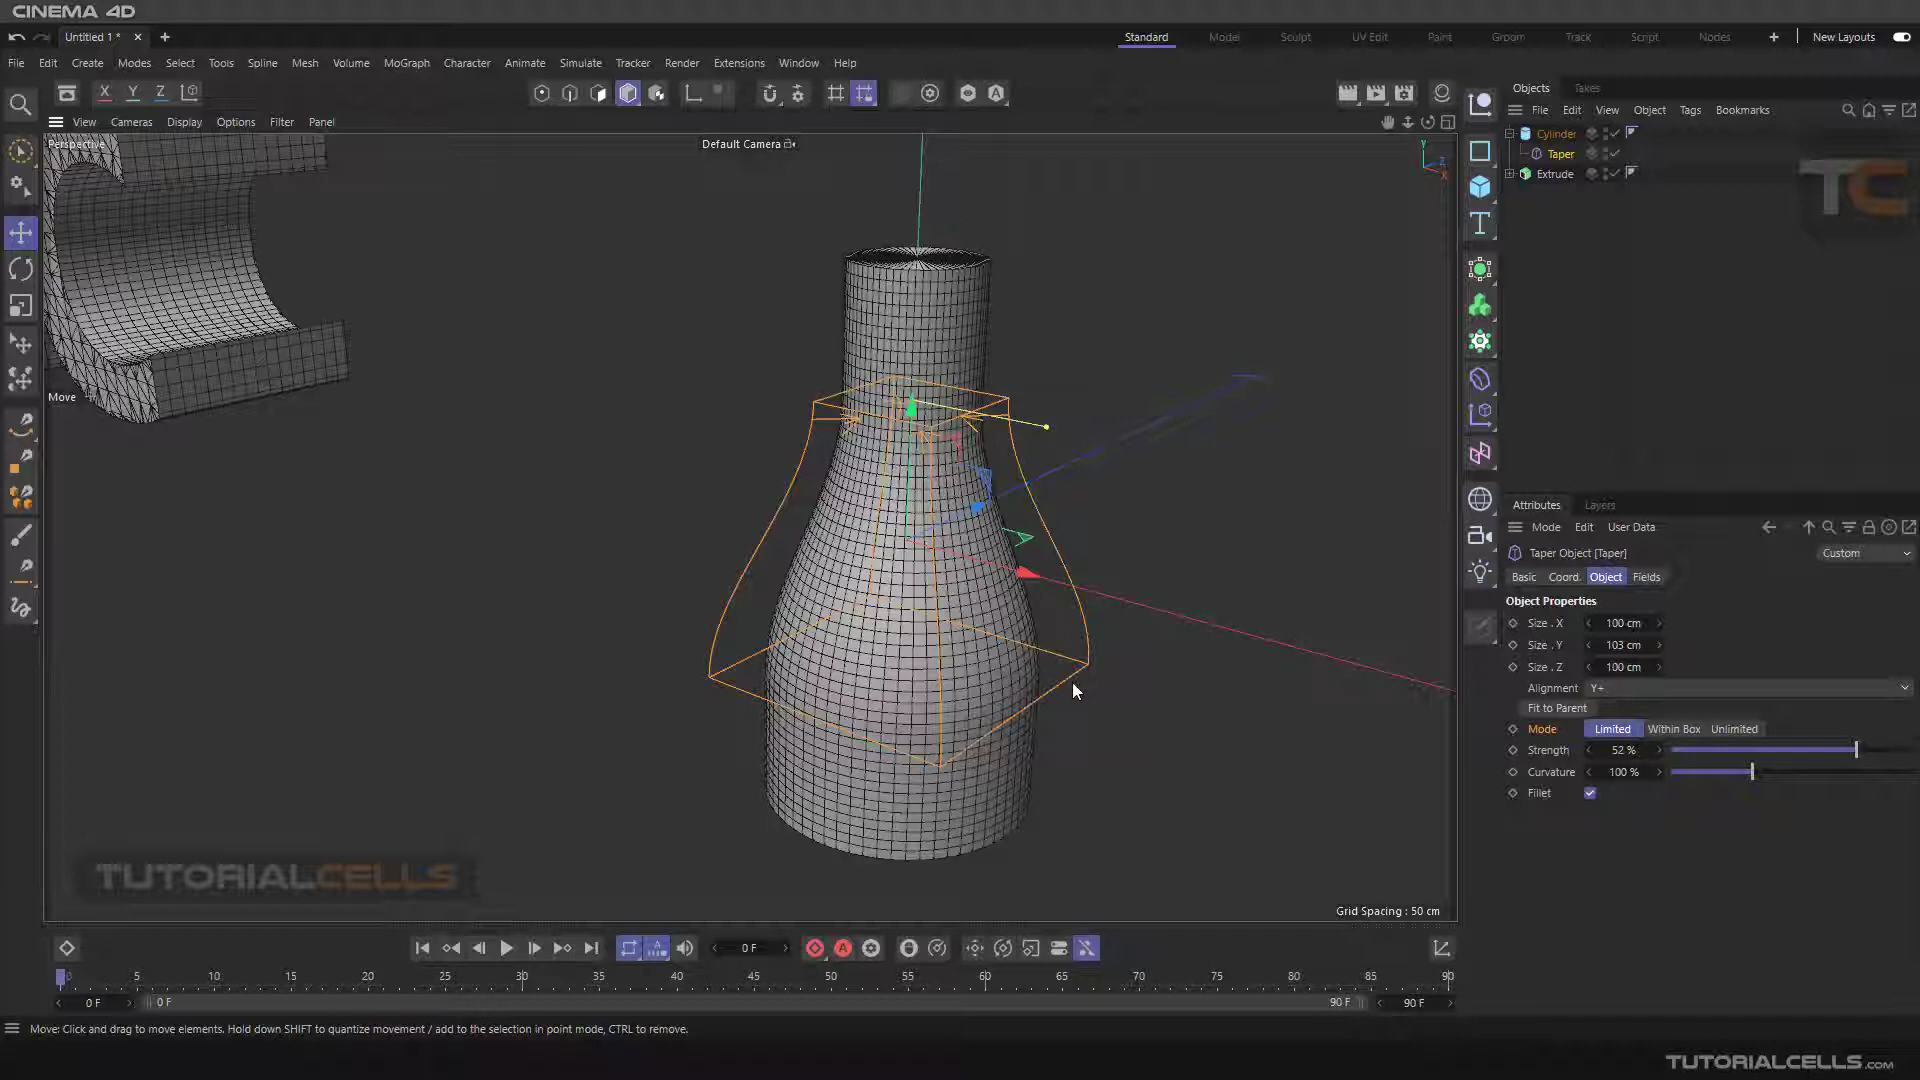 CINEMA 4D
Untitled 1 *
Standard Model Sculpt UV Edit Paint Groom Track Script Nodes New Layouts
File Edit Create Modes Select Tools Spline Mesh Volume MoGraph Character Animate Simulate Tracker Render Extensions Window Help
X Y Z
View Cameras Display Options Filter Panel
Perspective
Default Camera
Y
Z
X
Move
Grid Spacing : 50 cm
TUTORIALCELLS
Objects Takes
File Edit View Object Tags Bookmarks
Cylinder
Taper
Extrude
TC
Attributes Layers
Mode Edit User Data
Taper Object [Taper]
Custom
Basic Coord. Object Fields
Object Properties
Size . X 100 cm
Size . Y 103 cm
Size . Z 100 cm
Alignment Y+
Fit to Parent
Mode Limited Within Box Unlimited
Strength 52 %
Curvature 100 %
Fillet
0 F
0 5 10 15 20 25 30 35 40 45 50 55 60 65 70 75 80 85 90
0 F 0 F 90 F 90 F
Move: Click and drag to move elements. Hold down SHIFT to quantize movement / add to the selection in point mode, CTRL to remove.
TUTORIALCELLS.com